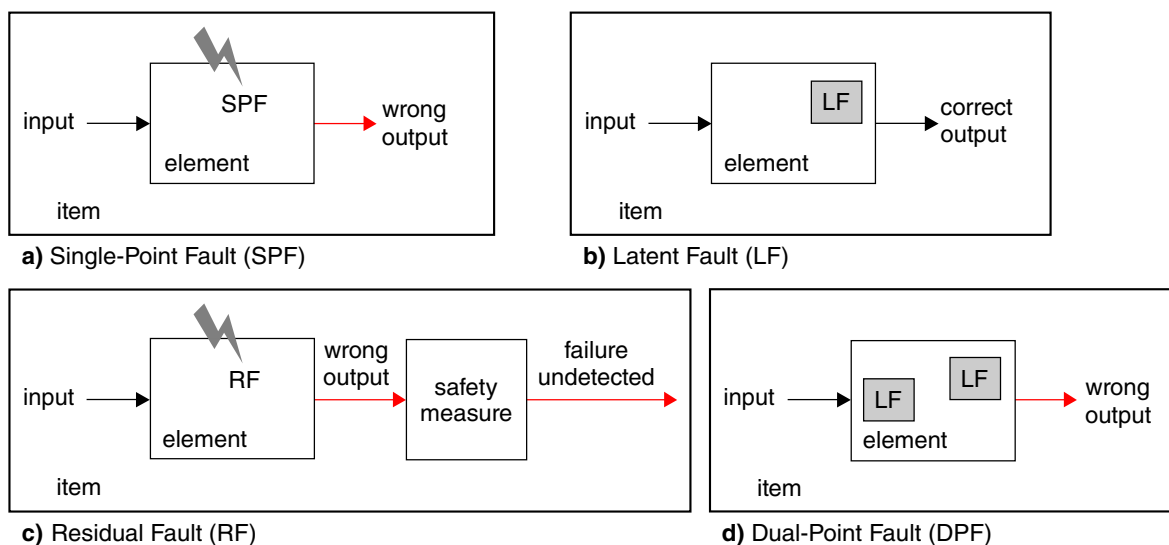 SPF
input
wrong
output
element
item
a) Single-Point Fault (SPF)
LF
input
correct
output
element
item
b) Latent Fault (LF)
RF
input
wrong
output
safety
measure
failure
undetected
element
item
c) Residual Fault (RF)
LF
LF
input
wrong
output
element
item
d) Dual-Point Fault (DPF)